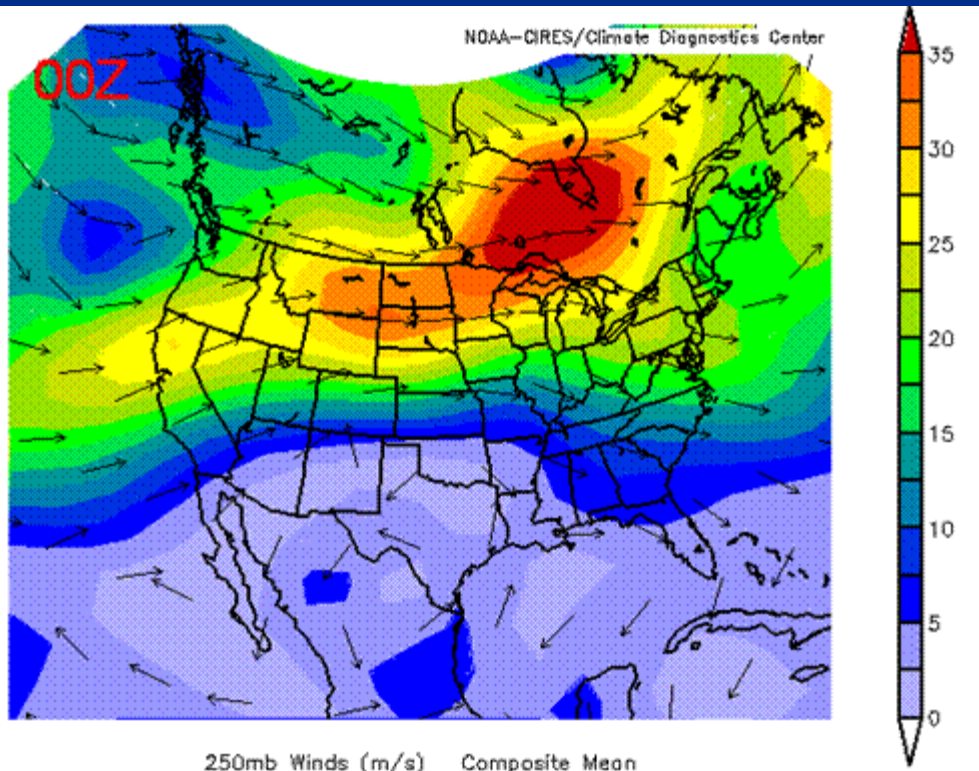 NOAA-CIRES/Climate Diagnostics Center
00Z
35
30
25
20
15
10
5
0
250mb Winds (m/s) Composite Mean